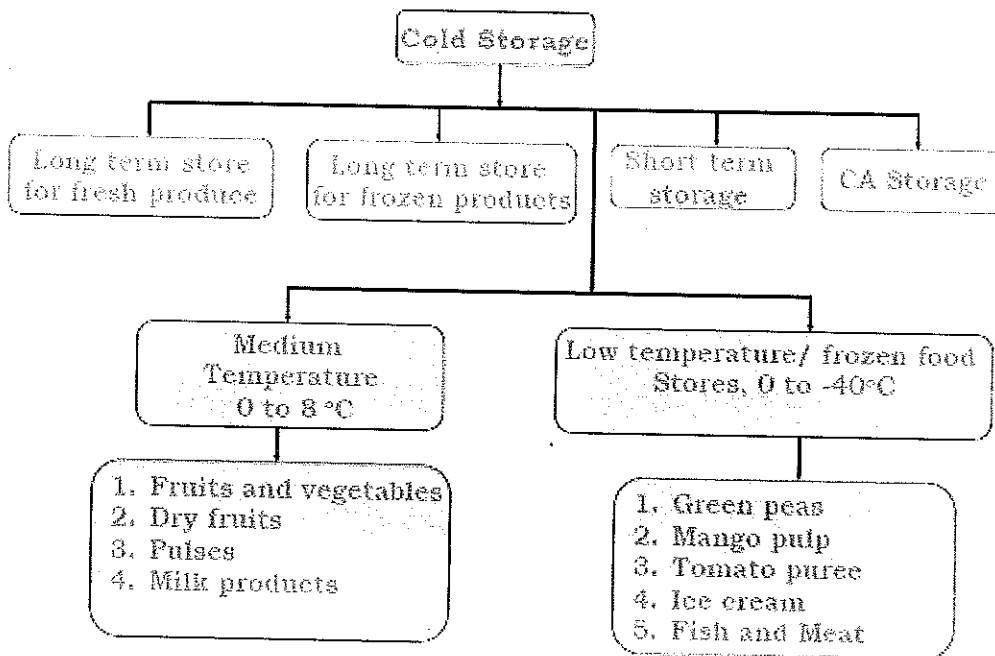 Cold Storage
Long term store
for fresh produce
Long term store
for frozen products
Short term
storage
CA Storage
Medium
Temperature
0 to 8 °C
Low temperature/ frozen food
Stores, 0 to -40°C
1. Fruits and vegetables
2. Dry fruits
3. Pulses
4. Milk products
1. Green peas
2. Mango pulp
3. Tomato puree
4. Ice cream
5. Fish and Meat